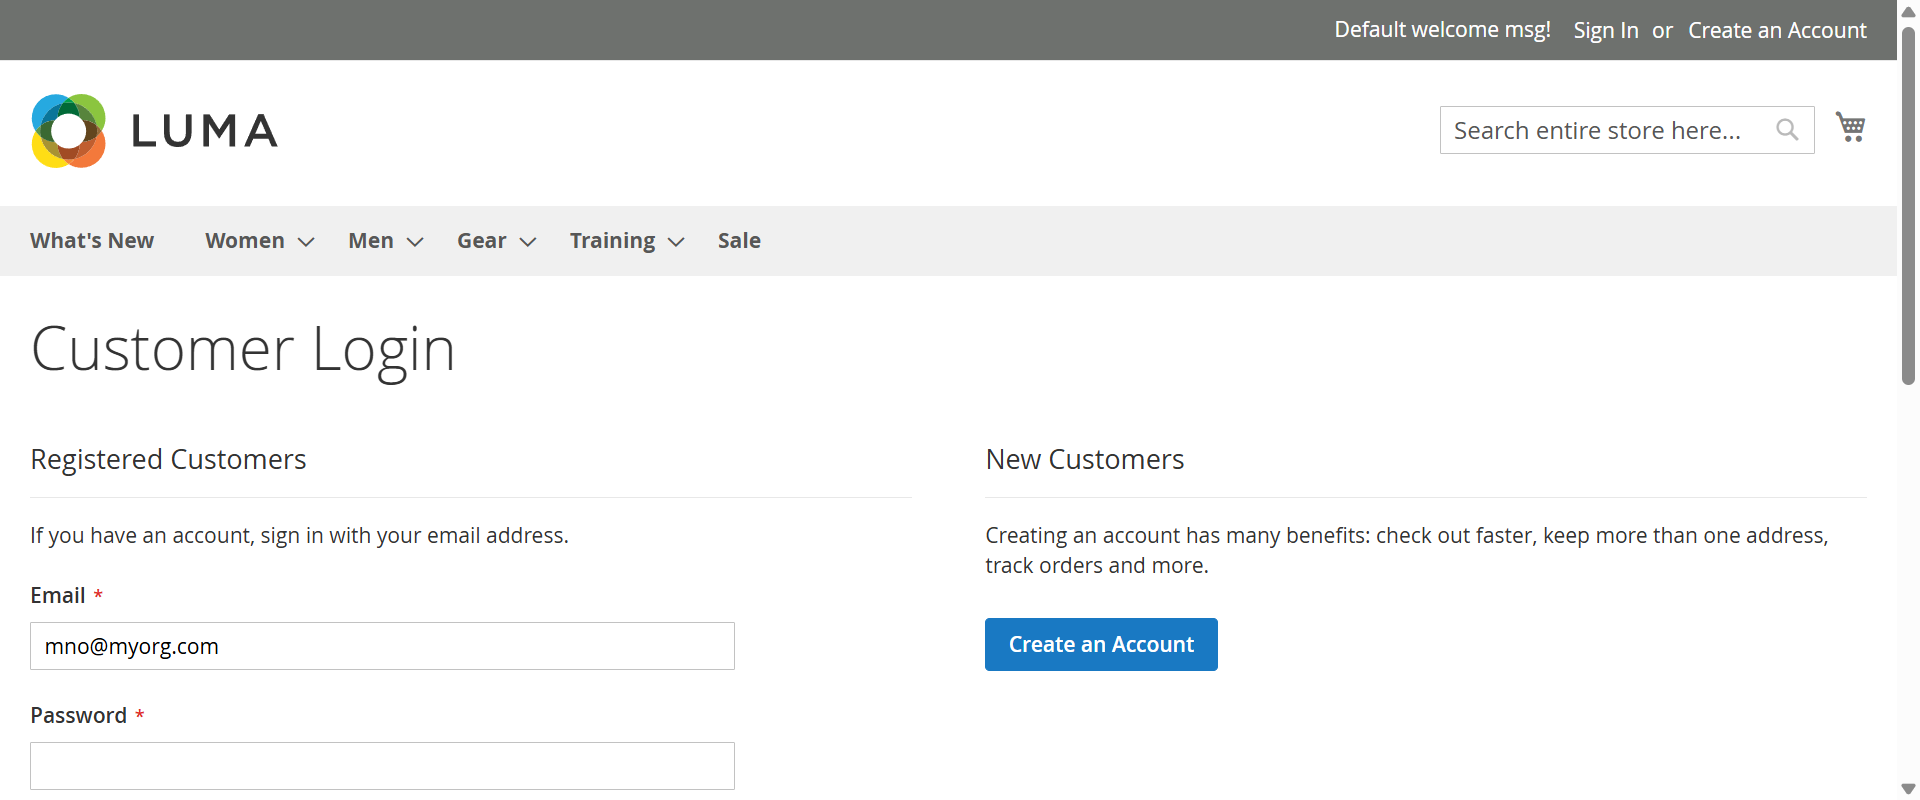 Default welcome msg! Sign In or Create an Account
LUMA
Search entire store here...
What's New Women Men Gear Training Sale
Customer Login
Registered Customers
If you have an account, sign in with your email address.
Email *
mno@myorg.com
Password *
New Customers
Creating an account has many benefits: check out faster, keep more than one address,
track orders and more.
Create an Account